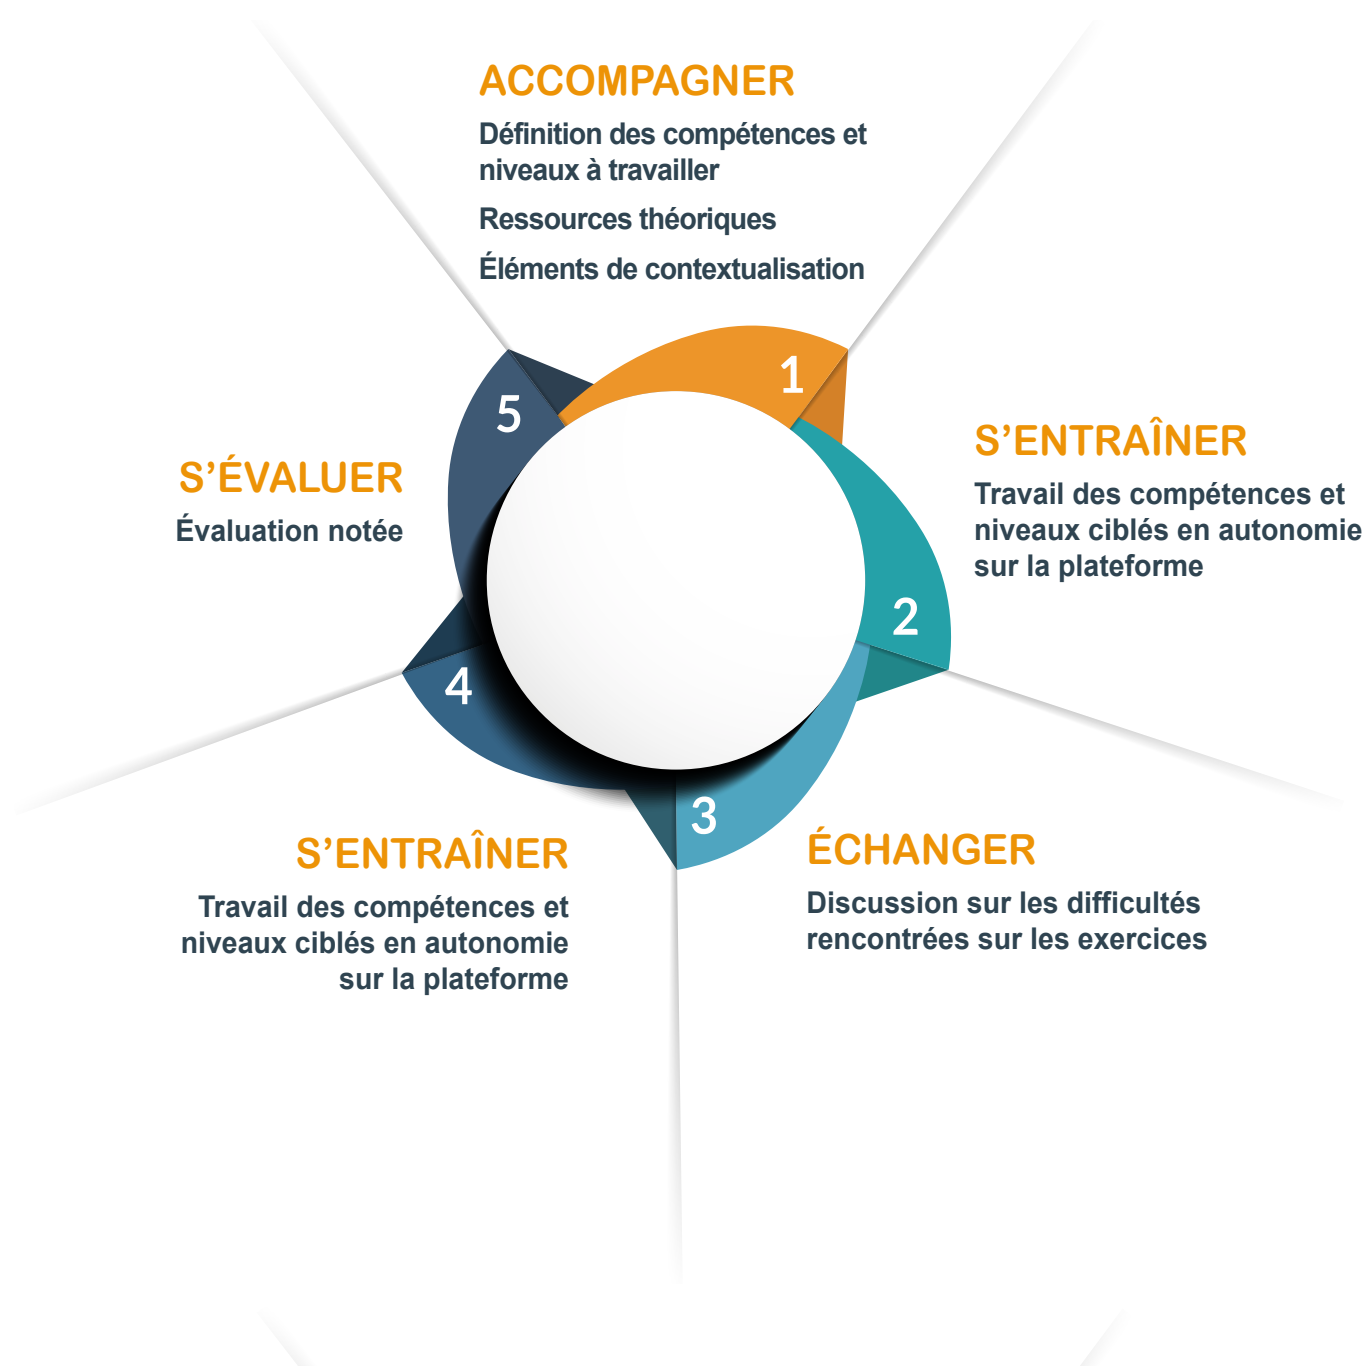 ACCOMPAGNER
Définition des compétences et
niveaux à travailler
Ressources théoriques
Éléments de contextualisation
1
S’ENTRAÎNER
Travail des compétences et
niveaux ciblés en autonomie
sur la plateforme
2
ÉCHANGER
Discussion sur les difficultés
rencontrées sur les exercices
3
S’ENTRAÎNER
Travail des compétences et
niveaux ciblés en autonomie
sur la plateforme
4
S’ÉVALUER
Évaluation notée
5